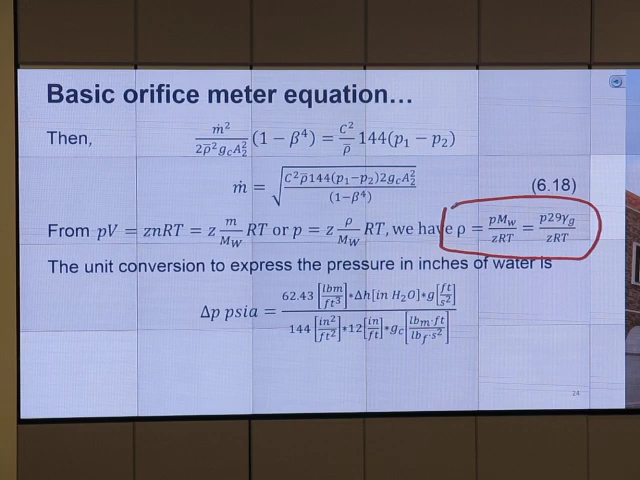 Basic orifice meter equation…
Then, ṁ²/(2ρ̄²g_cA₂²) (1 − β⁴) = C²/ρ̄ 144(p₁ − p₂)
ṁ = √(C²ρ̄144(p₁−p₂)2g_cA₂²/(1−β⁴)) (6.18)
From pV = znRT = z m/M_W RT or p = z ρ/M_W RT, we have ρ = pM_w/zRT = p29γ_g/zRT
The unit conversion to express the pressure in inches of water is
Δp psia = 62.43 [lbm/ft³]∗Δh[in H₂O]∗g[ft/s²] / 144 [in²/ft²]∗12[in/ft]∗g_c[lb_m·ft/lb_f·s²]
24